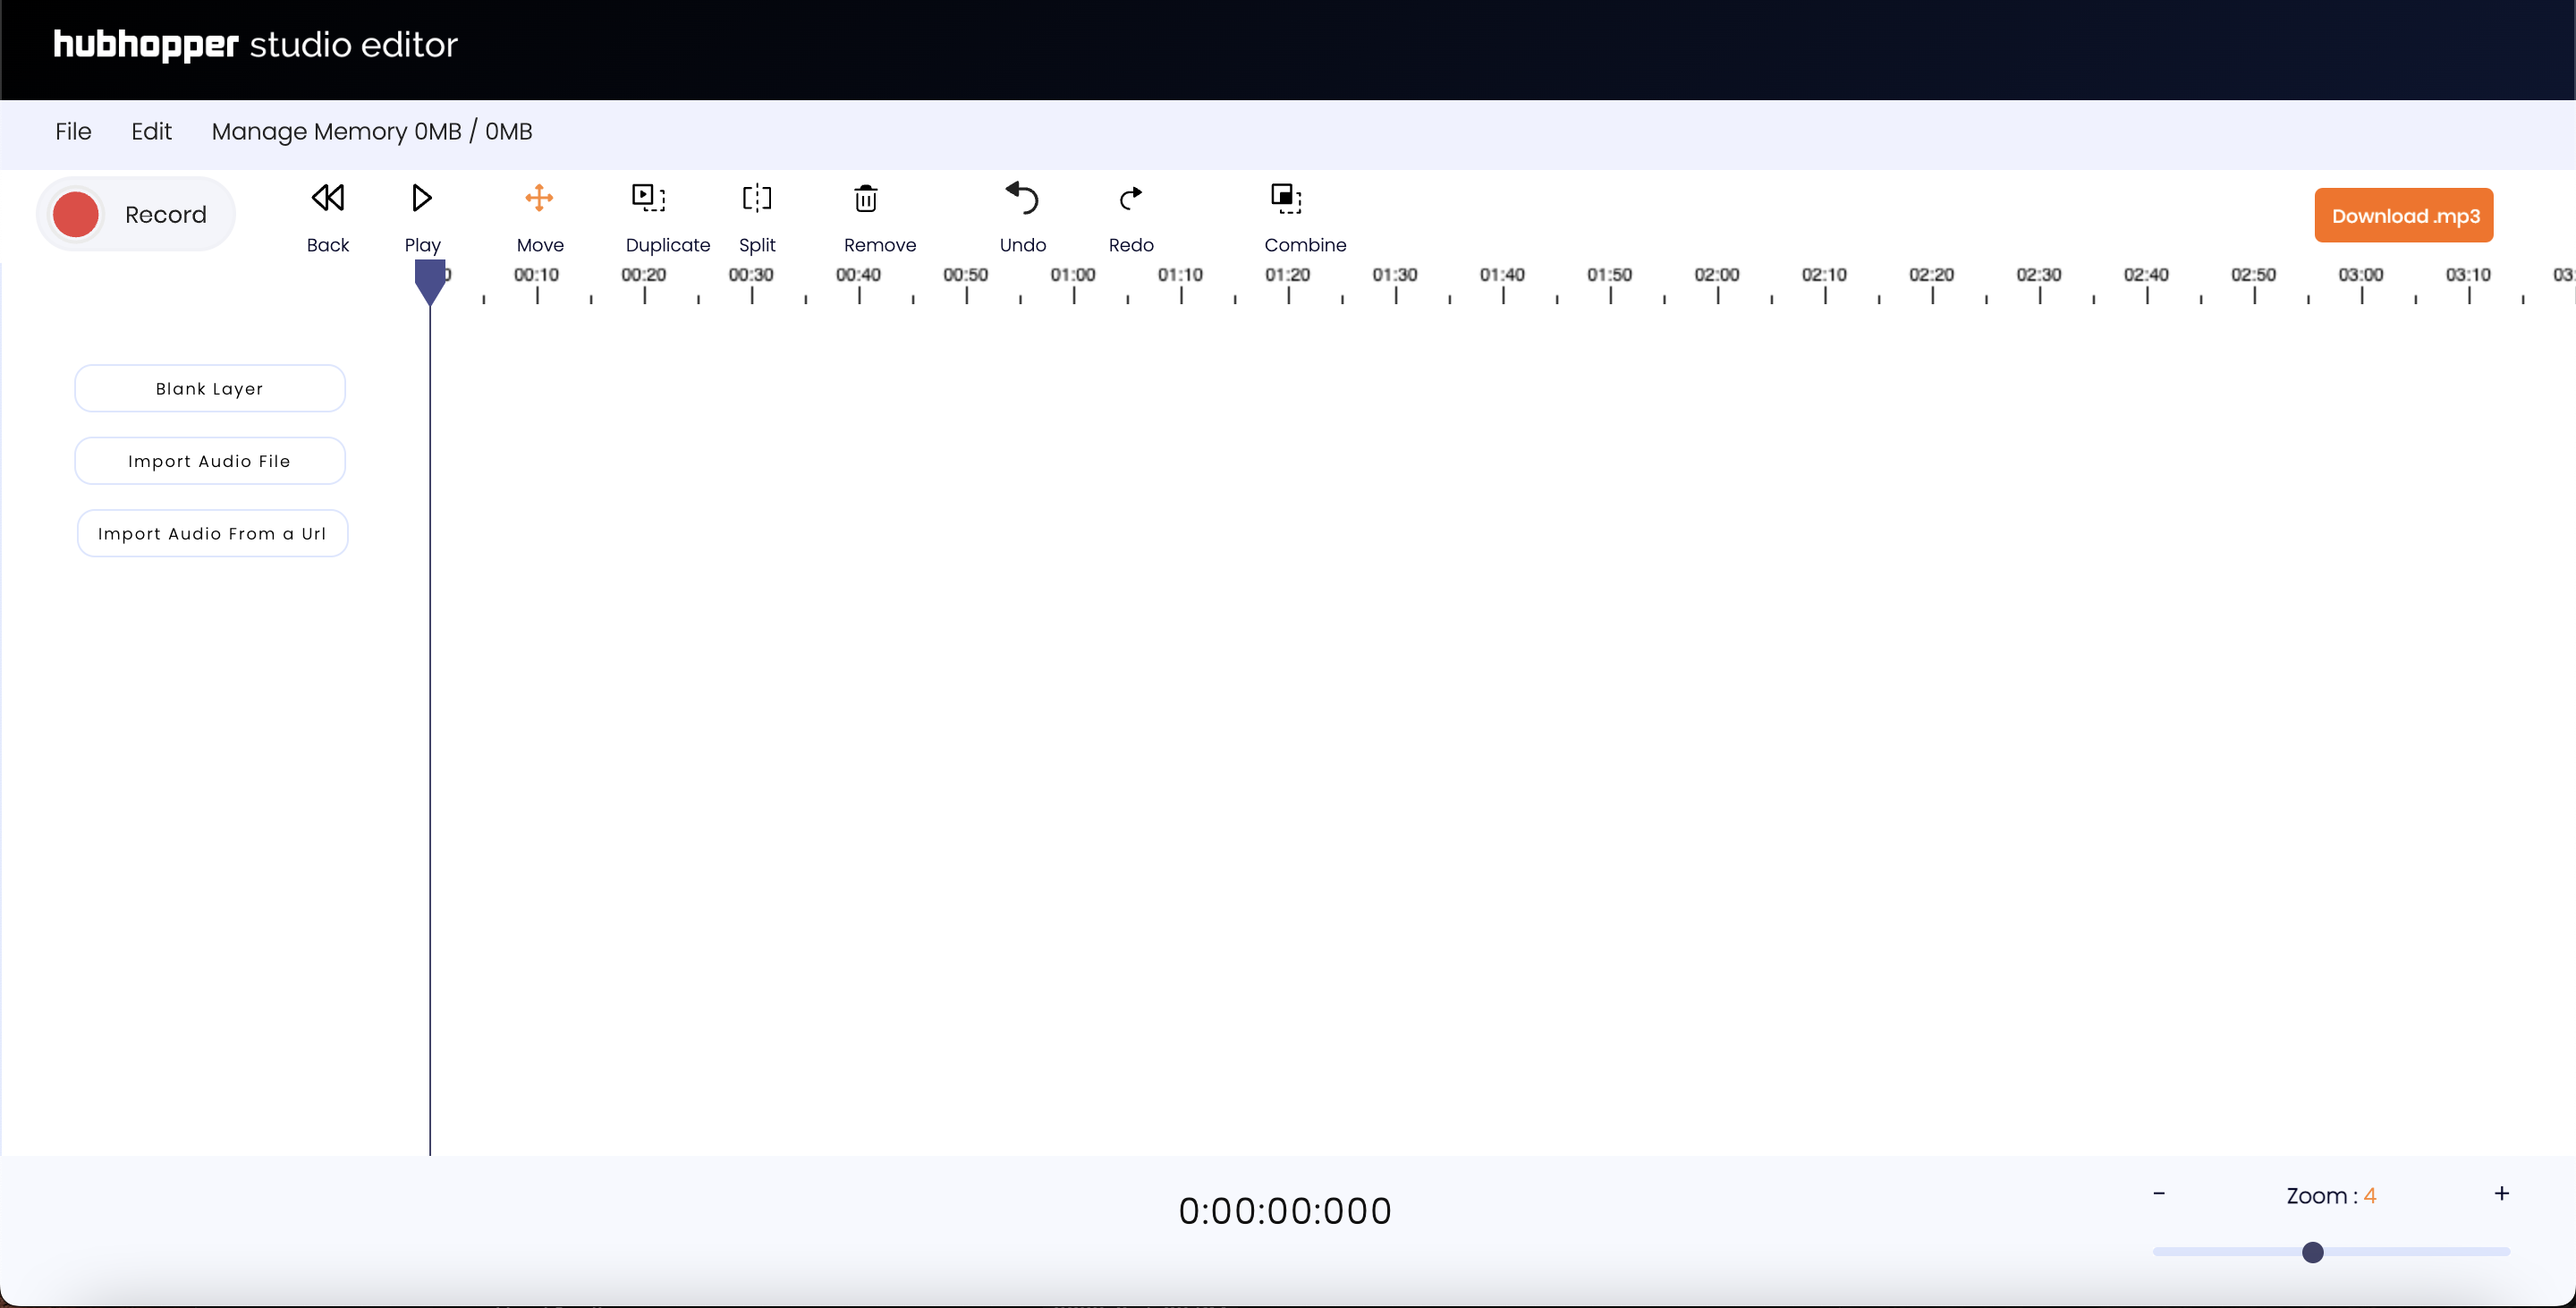 hubhopper studio editor
File Edit Manage Memory 0MB / 0MB
Record
Back Play Move Duplicate Split Remove Undo Redo Combine
Download .mp3
00:10 00:20 00:30 00:40 00:50 01:00 01:10 01:20 01:30 01:40 01:50 02:00 02:10 02:20 02:30 02:40 02:50 03:00 03:10
Blank Layer
Import Audio File
Import Audio From a Url
0:00:00:000
- Zoom : 4 +